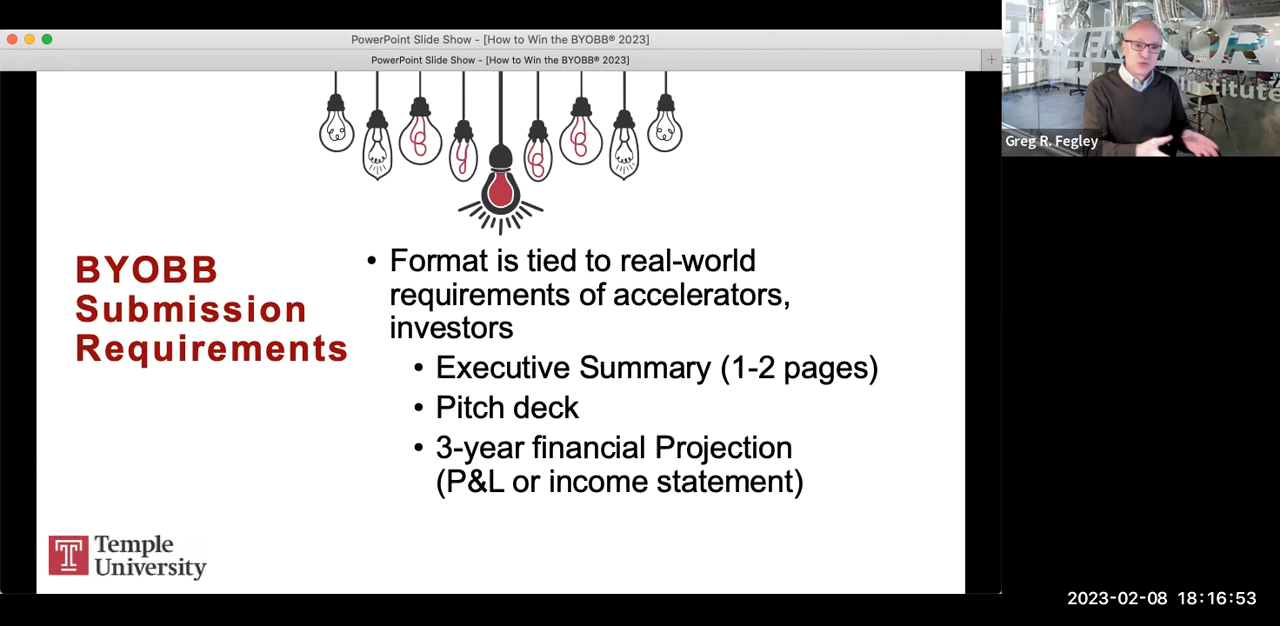 PowerPoint Slide Show - [How to Win the BYOBB® 2023]
PowerPoint Slide Show - [How to Win the BYOBB® 2023]
B y B B
BYOBB
Submission
Requirements
• Format is tied to real-world
requirements of accelerators,
investors
• Executive Summary (1-2 pages)
• Pitch deck
• 3-year financial Projection
(P&L or income statement)
Temple
University
Institute
Greg R. Fegley
2023-02-08 18:16:53